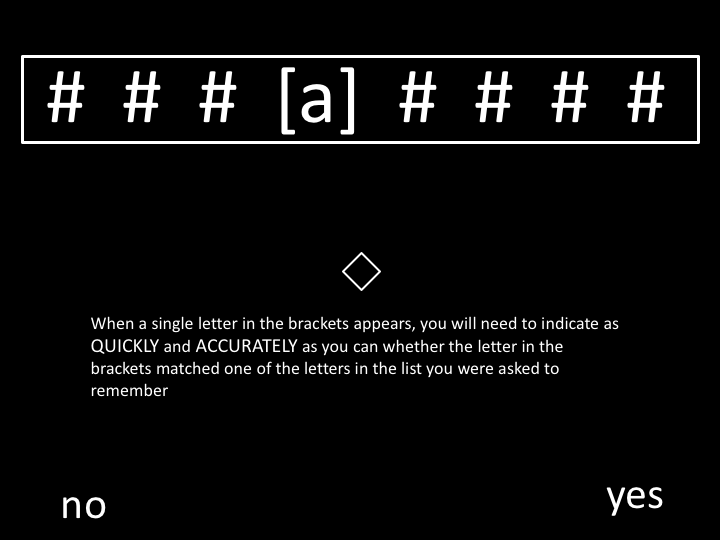 # # # [a] # # # #
When a single letter in the brackets appears, you will need to indicate as
QUICKLY and ACCURATELY as you can whether the letter in the
brackets matched one of the letters in the list you were asked to
remember
no
yes